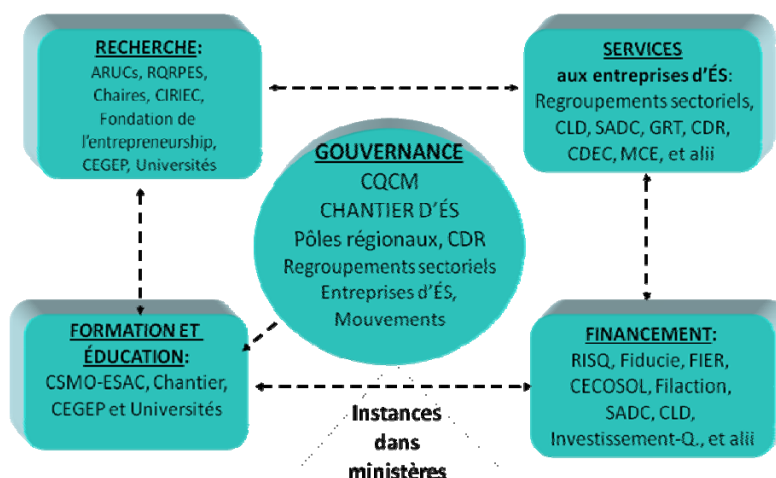 RECHERCHE:
ARUCs, RQRPES,
Chaires, CIRIEC,
Fondation de
l'entrepreneurship,
CEGEP, Universités
SERVICES
aux entreprises d'ÉS:
Regroupements sectoriels,
CLD, SADC, GRT, CDR,
CDEC, MCE, et alii
GOUVERNANCE
CQCM
CHANTIER D'ÉS
Pôles régionaux, CDR
Regroupements sectoriels
Entreprises d'ÉS,
Mouvements
FORMATION ET
ÉDUCATION:
CSMO-ESAC, Chantier,
CEGEP et Universités
FINANCEMENT:
RISQ, Fiducie, FIER,
CECOSOL, Filaction,
SADC, CLD,
Investissement-Q., et alii
Instances
dans
ministères